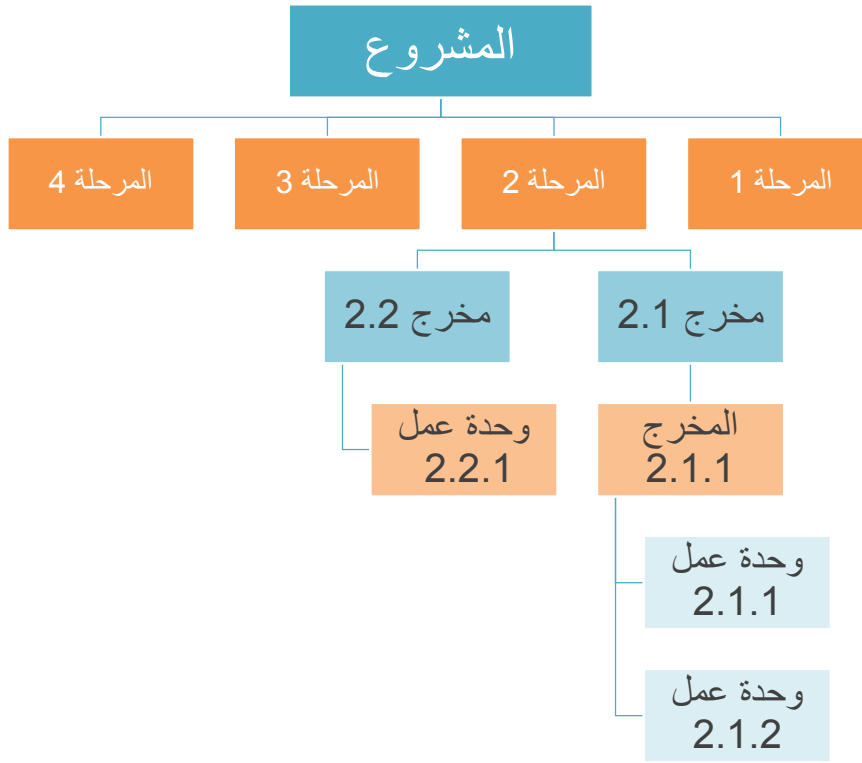 المشروع
المرحلة 1
المرحلة 2
المرحلة 3
المرحلة 4
مخرج 2.1
مخرج 2.2
المخرج
2.1.1
وحدة عمل
2.2.1
وحدة عمل
2.1.1
وحدة عمل
2.1.2